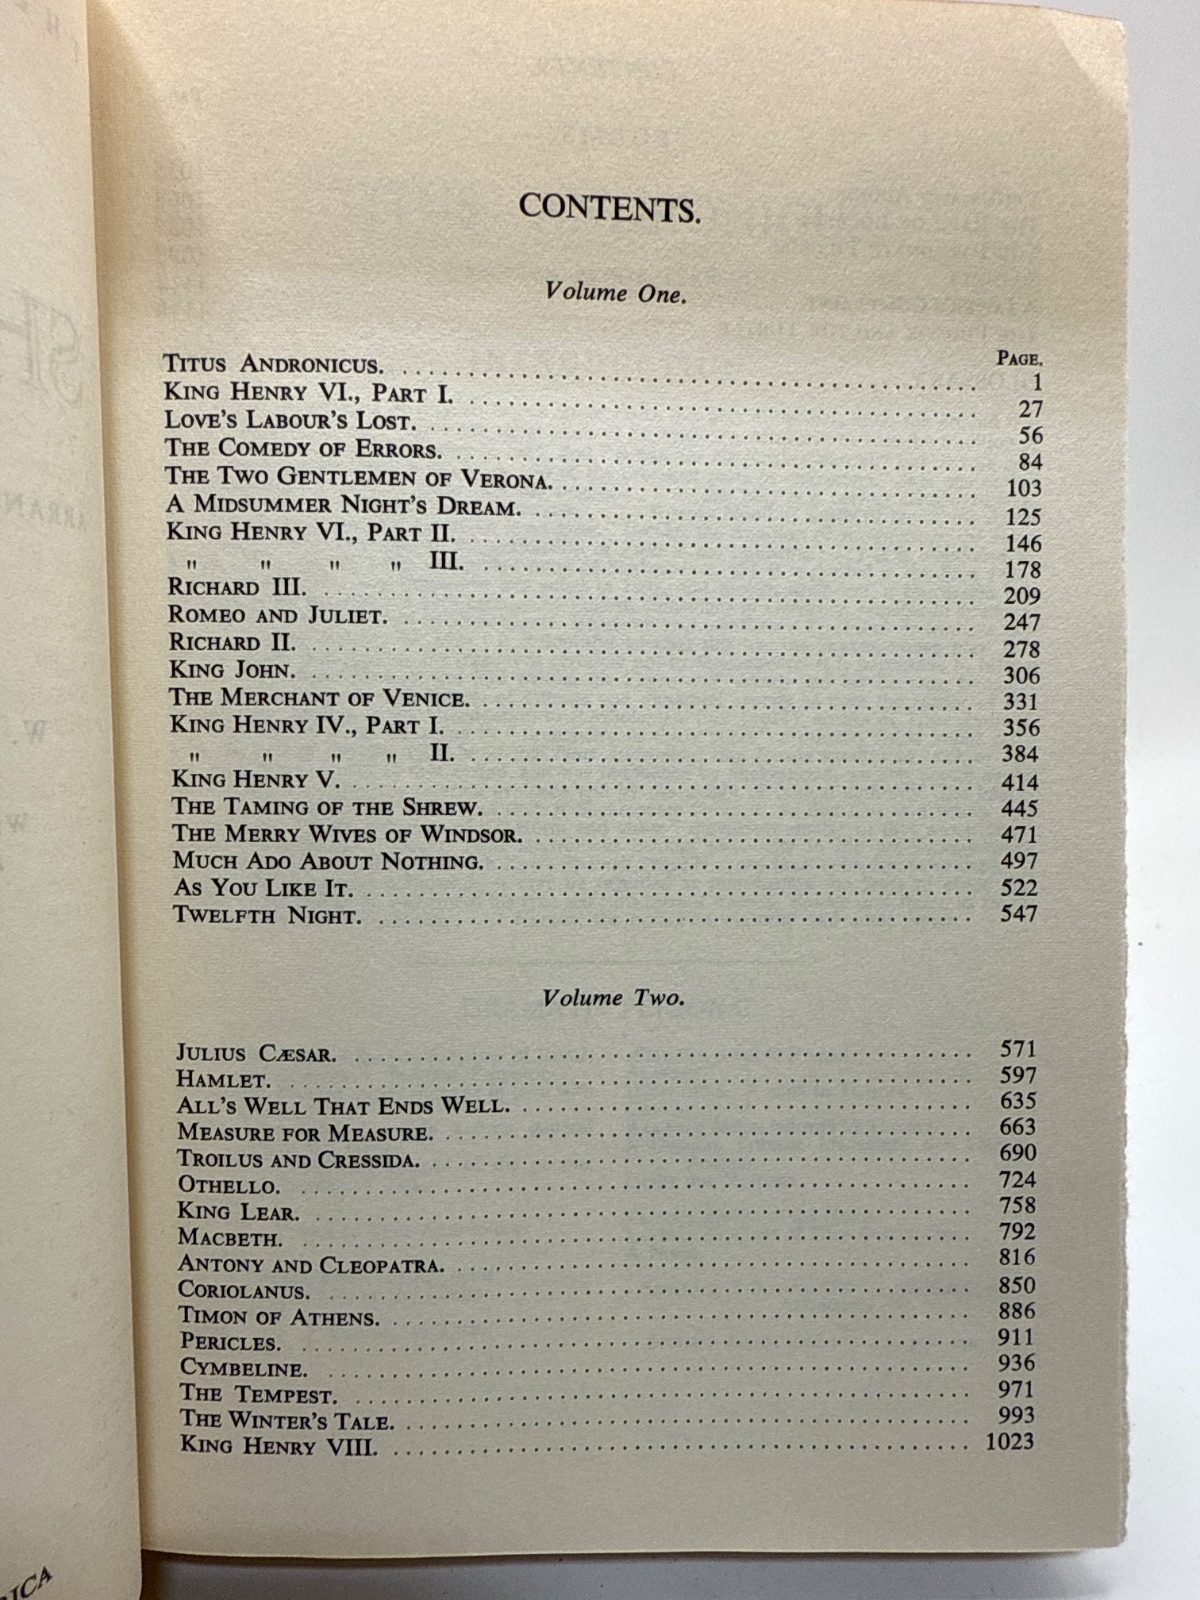 CONTENTS.
Volume One.
PAGE.
TITUS ANDRONICUS. 1
KING HENRY VI., PART I. 27
LOVE'S LABOUR'S LOST. 56
THE COMEDY OF ERRORS. 84
THE TWO GENTLEMEN OF VERONA. 103
A MIDSUMMER NIGHT'S DREAM. 125
KING HENRY VI., PART II. 146
" " " " III. 178
RICHARD III. 209
ROMEO AND JULIET. 247
RICHARD II. 278
KING JOHN. 306
THE MERCHANT OF VENICE. 331
KING HENRY IV., PART I. 356
" " " " II. 384
KING HENRY V. 414
THE TAMING OF THE SHREW. 445
THE MERRY WIVES OF WINDSOR. 471
MUCH ADO ABOUT NOTHING. 497
AS YOU LIKE IT. 522
TWELFTH NIGHT. 547
Volume Two.
JULIUS CÆSAR. 571
HAMLET. 597
ALL'S WELL THAT ENDS WELL. 635
MEASURE FOR MEASURE. 663
TROILUS AND CRESSIDA. 690
OTHELLO. 724
KING LEAR. 758
MACBETH. 792
ANTONY AND CLEOPATRA. 816
CORIOLANUS. 850
TIMON OF ATHENS. 886
PERICLES. 911
CYMBELINE. 936
THE TEMPEST. 971
THE WINTER'S TALE. 993
KING HENRY VIII. 1023